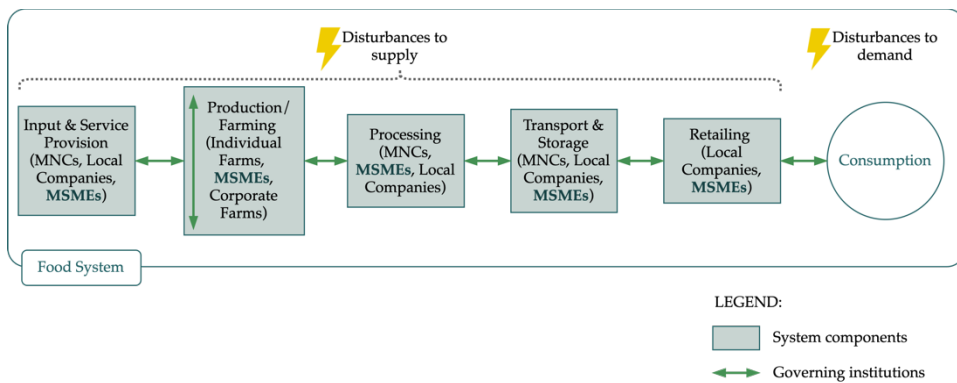 Disturbances to
supply
Disturbances to
demand
Input & Service
Provision
(MNCs, Local
Companies,
MSMEs)
Production/
Farming
(Individual
Farms,
MSMEs,
Corporate
Farms)
Processing
(MNCs,
MSMEs, Local
Companies)
Transport &
Storage
(MNCs, Local
Companies,
MSMEs)
Retailing
(Local
Companies,
MSMEs)
Consumption
Food System
LEGEND:
System components
Governing institutions